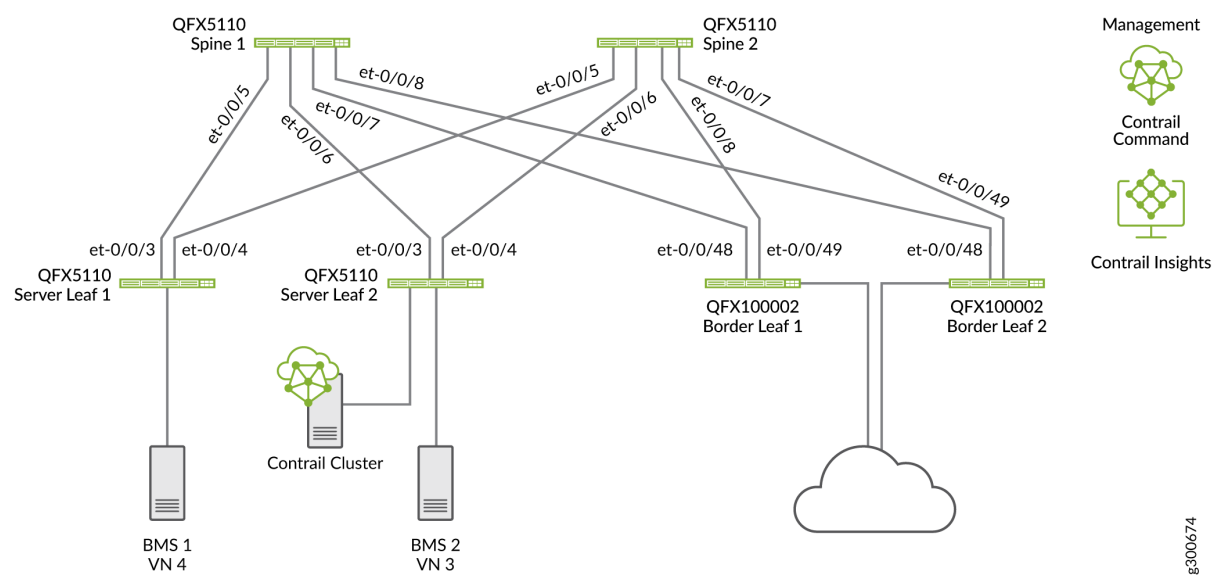 QFX5110
Spine 1
QFX5110
Spine 2
Management
et-0/0/5
et-0/0/6
et-0/0/7
et-0/0/8
et-0/0/5
et-0/0/6
et-0/0/8
et-0/0/7
Contrail
Command
et-0/0/3
et-0/0/4
et-0/0/3
et-0/0/4
et-0/0/48
et-0/0/49
et-0/0/48
et-0/0/49
Contrail Insights
QFX5110
Server Leaf 1
QFX5110
Server Leaf 2
QFX100002
Border Leaf 1
QFX100002
Border Leaf 2
Contrail Cluster
BMS 1
VN 4
BMS 2
VN 3
g300674